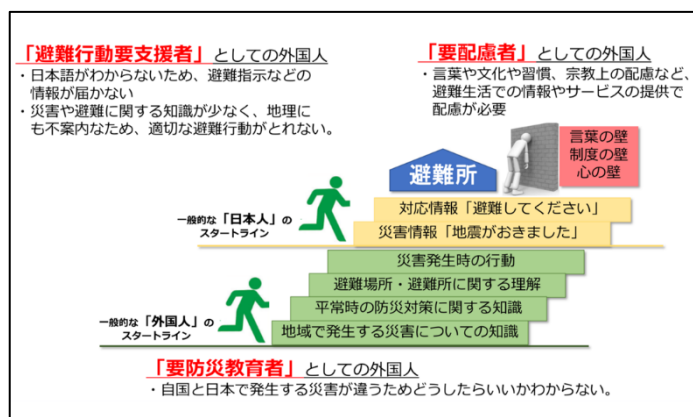 「避難行動要支援者」としての外国人
・日本語がわからないため、避難指示などの
情報が届かない
・災害や避難に関する知識が少なく、地理に
も不案内なため、適切な避難行動がとれない。
「要配慮者」としての外国人
・言葉や文化や習慣、宗教上の配慮など、
避難生活での情報やサービスの提供で
配慮が必要
言葉の壁
制度の壁
心の壁
避難所
対応情報「避難してください」
災害情報「地震がおきました」
一般的な「日本人」の
スタートライン
災害発生時の行動
避難場所・避難所に関する理解
平常時の防災対策に関する知識
地域で発生する災害についての知識
一般的な「外国人」の
スタートライン
「要防災教育者」としての外国人
・自国と日本で発生する災害が違うためどうしたらいいかわからない。